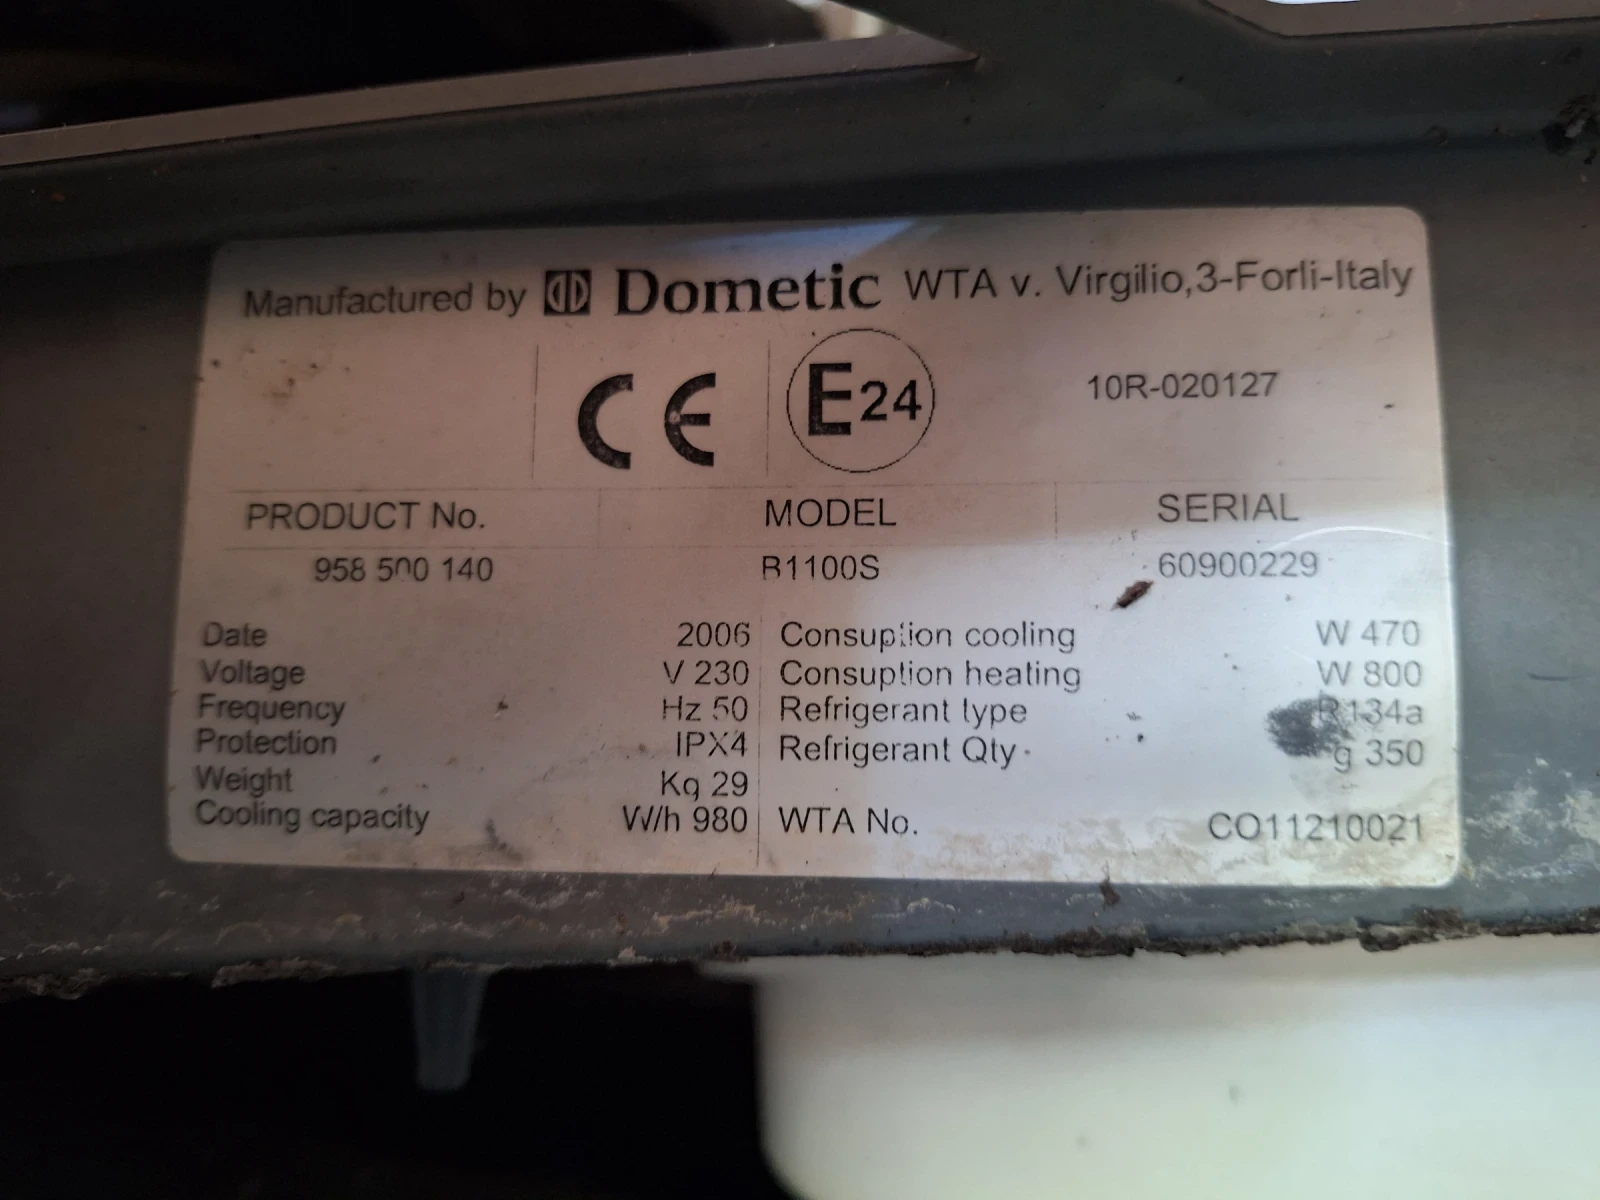 Manufactured by Dometic WTA v. Virgilio,3-Forli-Italy
CE E24 10R-020127
PRODUCT No. MODEL SERIAL
958 500 140 B1100S 60900229
Date 2006 Consuption cooling W 470
Voltage V 230 Consuption heating W 800
Frequency Hz 50 Refrigerant type R134a
Protection IPX4 Refrigerant Qty g 350
Weight Kg 29
Cooling capacity W/h 980 WTA No. CO11210021